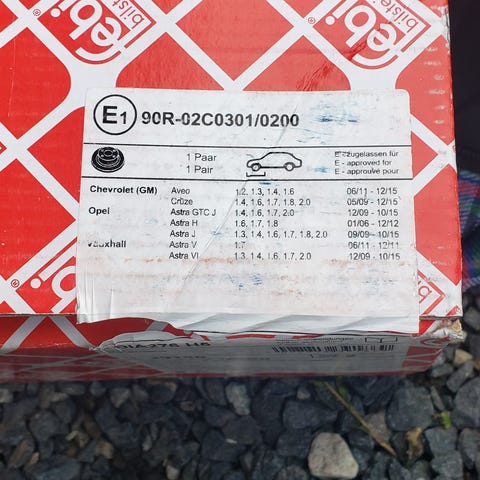 febi
bilstein
febi
bilstein
E1 90R-02C0301/0200
1 Paar
1 Pair
E - zugelassen für
E - approved for
E - approuvé pour
Chevrolet (GM) Aveo 1.2, 1.3, 1.4, 1.6 06/11 - 12/15
Cruze 1.4, 1.6, 1.7, 1.8, 2.0 05/09 - 12/15
Opel Astra GTC J 1.4, 1.6, 1.7, 2.0 12/09 - 10/15
Astra H 1.6, 1.7, 1.8 01/06 - 12/12
Astra J 1.3, 1.4, 1.6, 1.7, 1.8, 2.0 09/09 - 10/15
Vauxhall Astra V 1.7 06/11 - 12/11
Astra VI 1.3, 1.4, 1.6, 1.7, 2.0 12/09 - 10/15